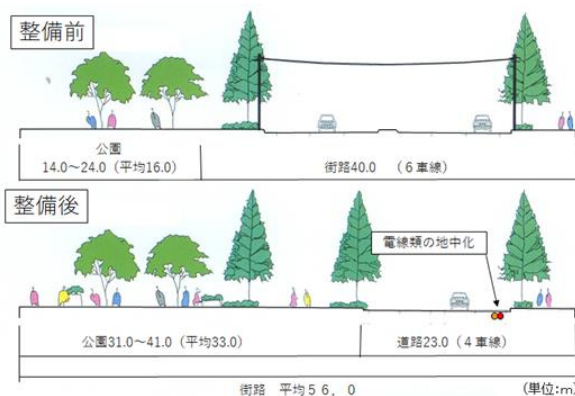 整備前
公園
14.0～24.0（平均16.0）
街路40.0　（６車線）
整備後
電線類の地中化
公園31.0～41.0（平均33.0）
道路23.0（４車線）
街路　平均５６．０
（単位：m）